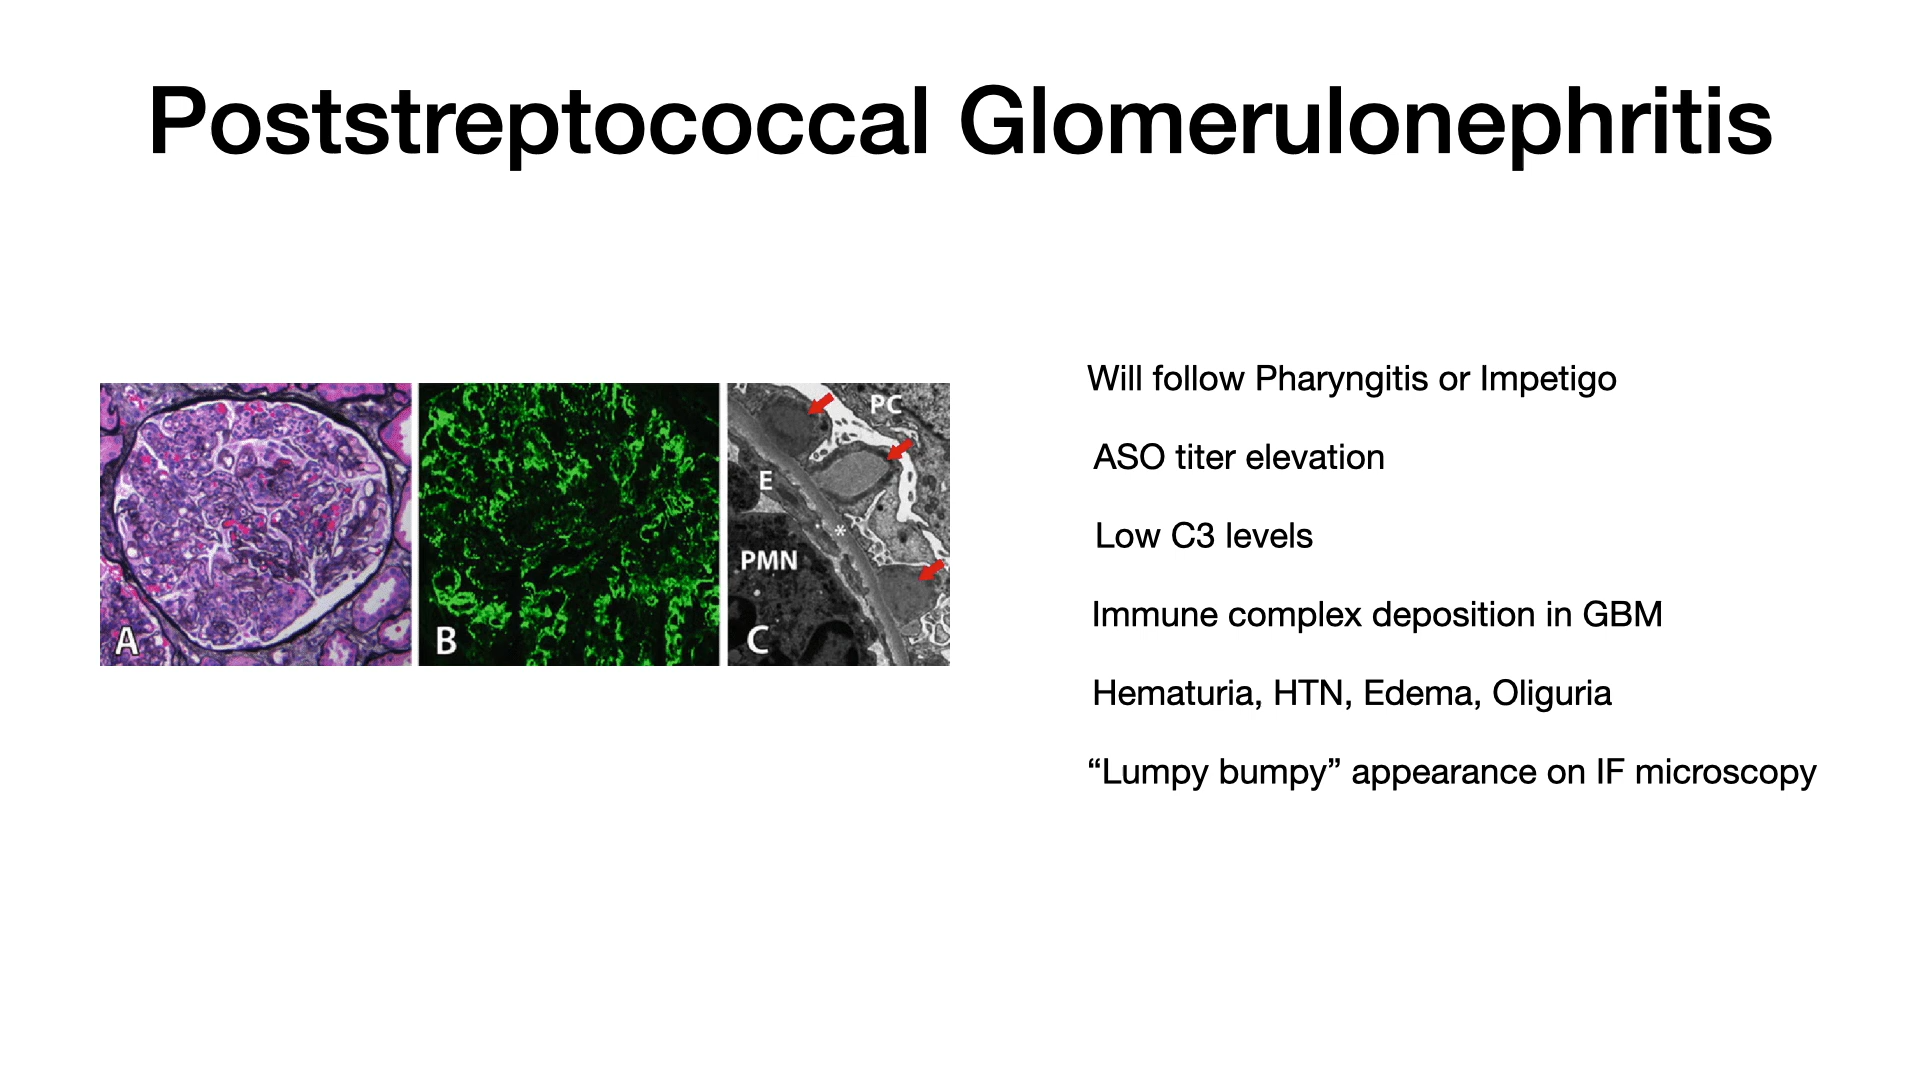 Poststreptococcal Glomerulonephritis
A
B
PC
E
*
PMN
C
Will follow Pharyngitis or Impetigo
ASO titer elevation
Low C3 levels
Immune complex deposition in GBM
Hematuria, HTN, Edema, Oliguria
“Lumpy bumpy” appearance on IF microscopy